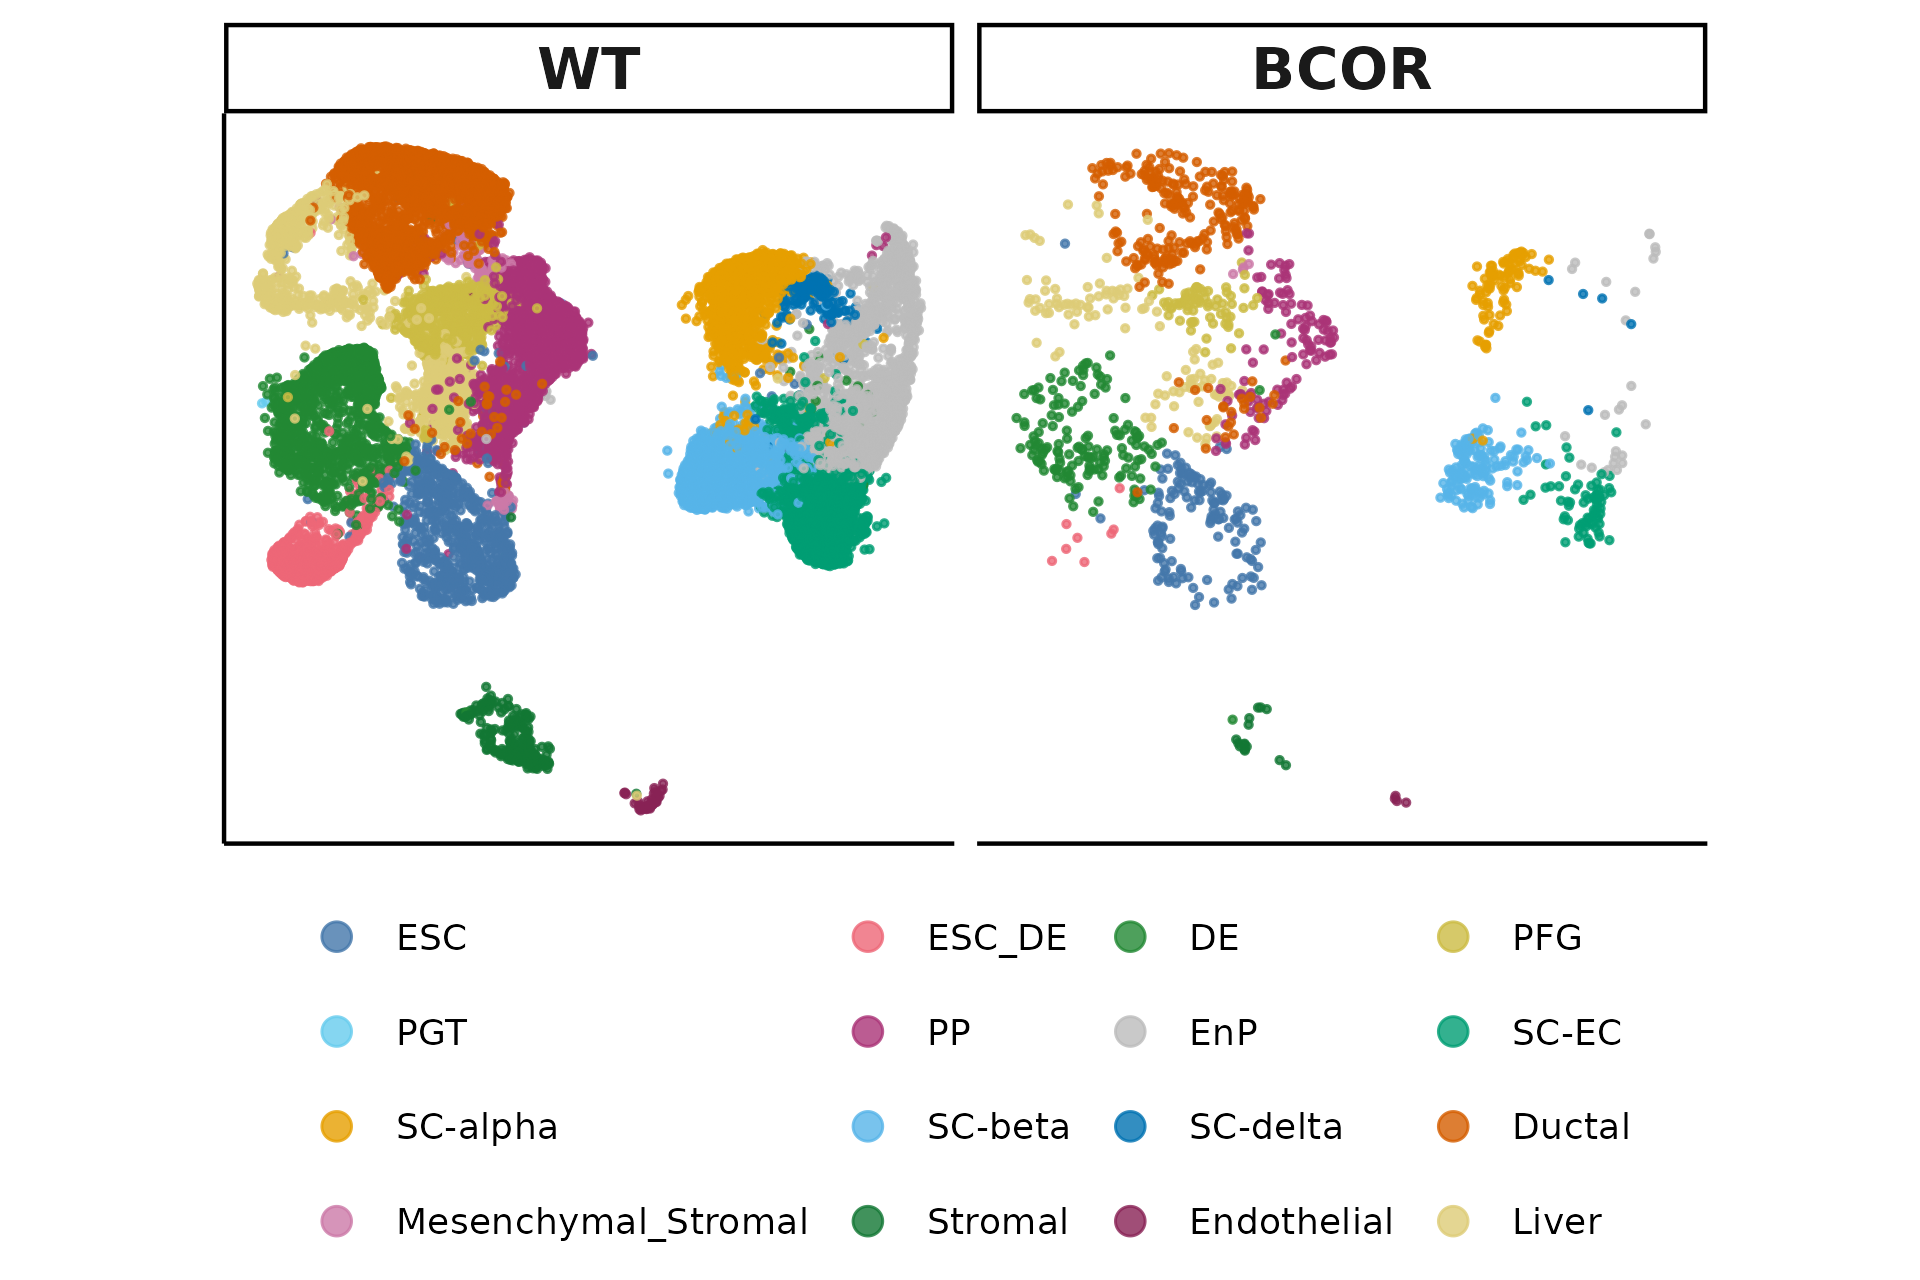 WT
BCOR
ESC
ESC_DE
DE
PFG
PGT
PP
EnP
SC-EC
SC-alpha
SC-beta
SC-delta
Ductal
Mesenchymal_Stromal
Stromal
Endothelial
Liver